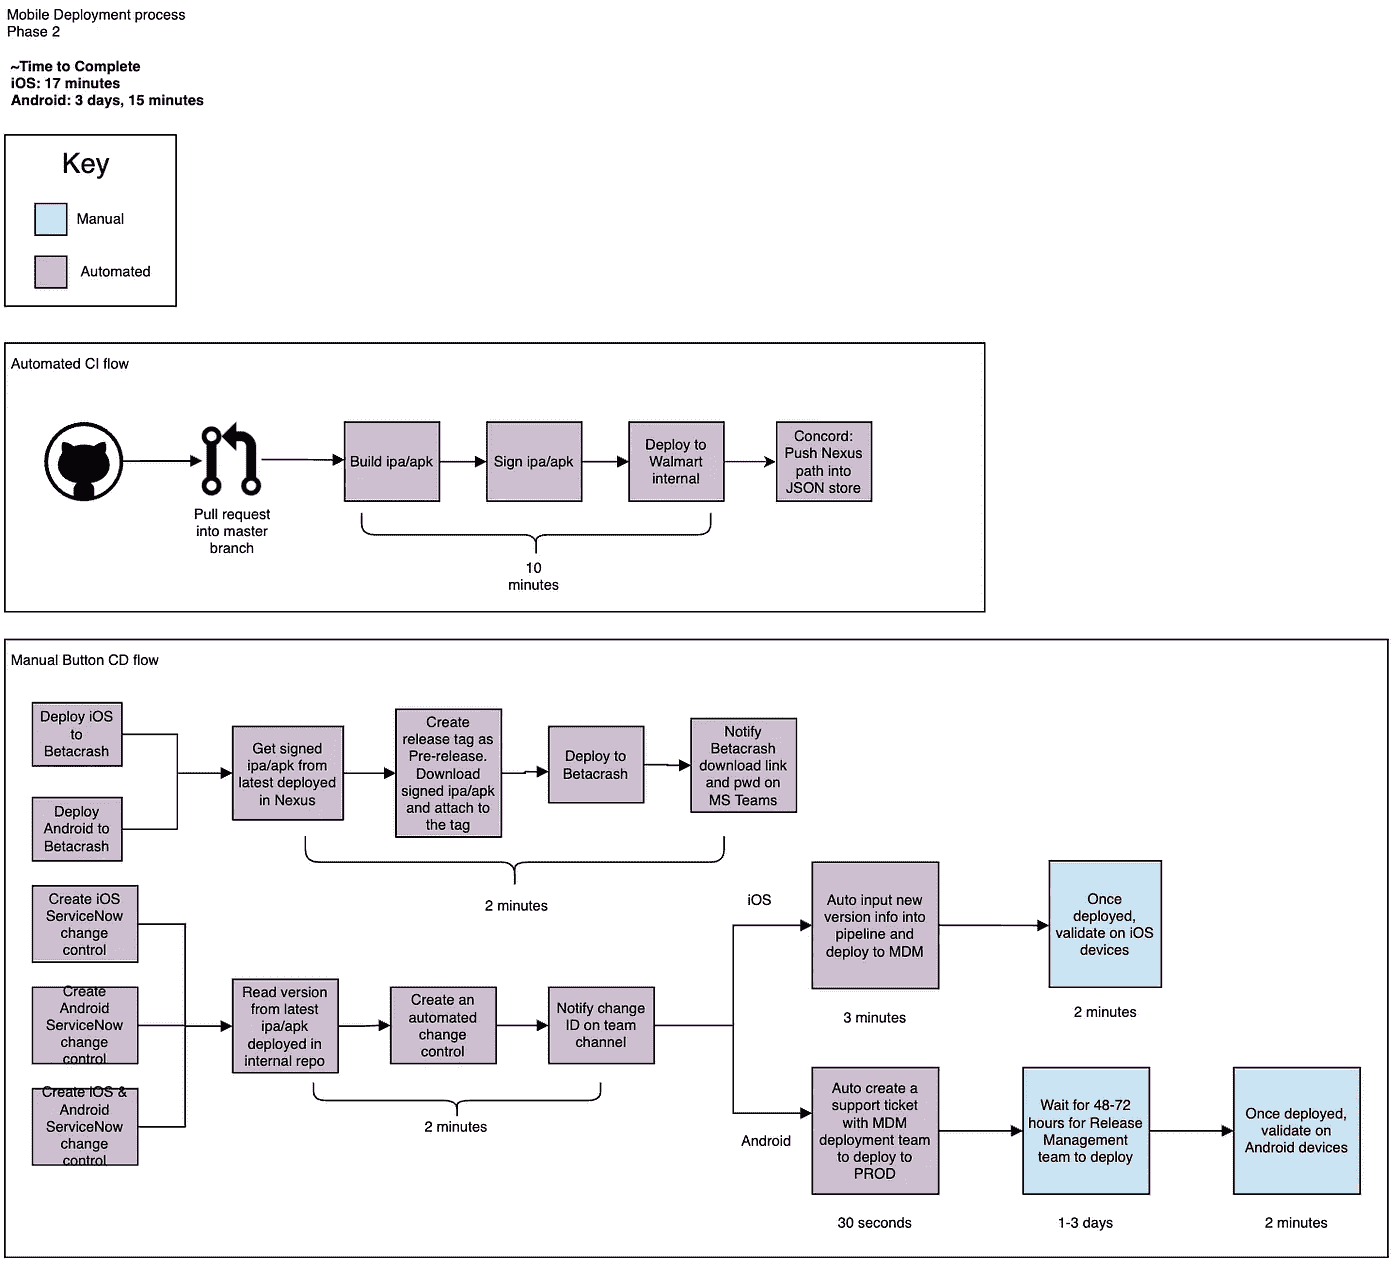 Mobile Deployment process
Phase 2
~Time to Complete
iOS: 17 minutes
Android: 3 days, 15 minutes
Key
Manual
Automated
Automated CI flow
Pull request
into master
branch
Build ipa/apk
Sign ipa/apk
Deploy to
Walmart
internal
Concord:
Push Nexus
path into
JSON store
10
minutes
Manual Button CD flow
Deploy iOS
to
Betacrash
Deploy
Android to
Betacrash
Get signed
ipa/apk from
latest deployed
in Nexus
Create
release tag as
Pre-release.
Download
signed ipa/apk
and attach to
the tag
Deploy to
Betacrash
Notify
Betacrash
download link
and pwd on
MS Teams
2 minutes
Create iOS
ServiceNow
change
control
Create
Android
ServiceNow
change
control
Create iOS &
Android
ServiceNow
change
control
Read version
from latest
ipa/apk
deployed in
internal repo
Create an
automated
change
control
Notify change
ID on team
channel
2 minutes
iOS
Auto input new
version info into
pipeline and
deploy to MDM
3 minutes
Once
deployed,
validate on iOS
devices
2 minutes
Android
Auto create a
support ticket
with MDM
deployment team
to deploy to
PROD
30 seconds
Wait for 48-72
hours for Release
Management
team to deploy
1-3 days
Once deployed,
validate on
Android devices
2 minutes